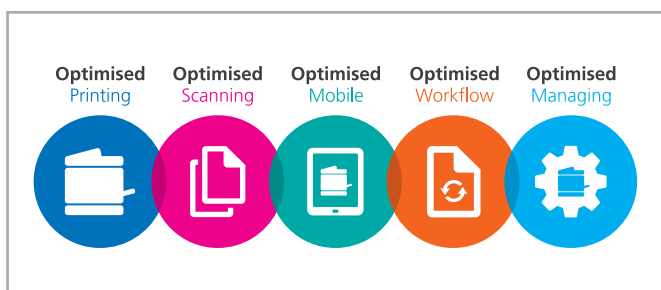 Optimised
Printing
Optimised
Scanning
Optimised
Mobile
Optimised
Workflow
Optimised
Managing